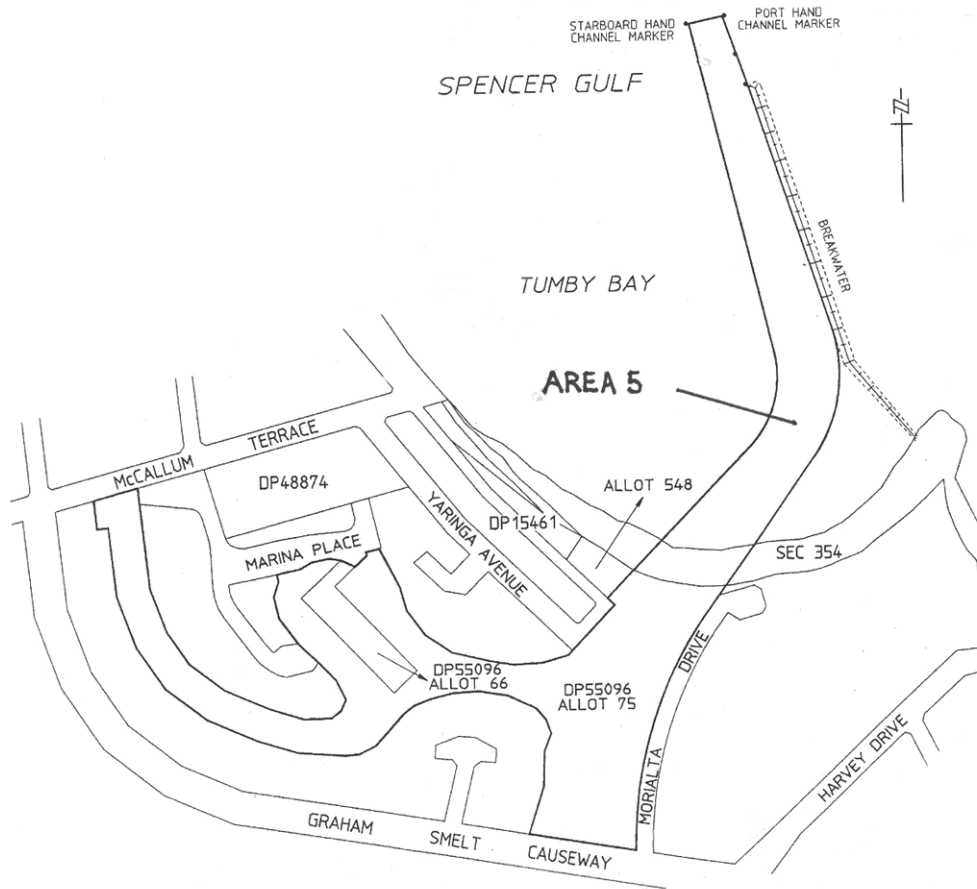 STARBOARD HAND
CHANNEL MARKER
PORT HAND
CHANNEL MARKER
SPENCER GULF
N
BREAKWATER
TUMBY BAY
AREA 5
McCALLUM TERRACE
DP48874
ALLOT 548
YARINGA AVENUE
DP15461
MARINA PLACE
SEC 354
DP55096
ALLOT 66
DP55096
ALLOT 75
MORIALTA DRIVE
HARVEY DRIVE
GRAHAM SMELT CAUSEWAY